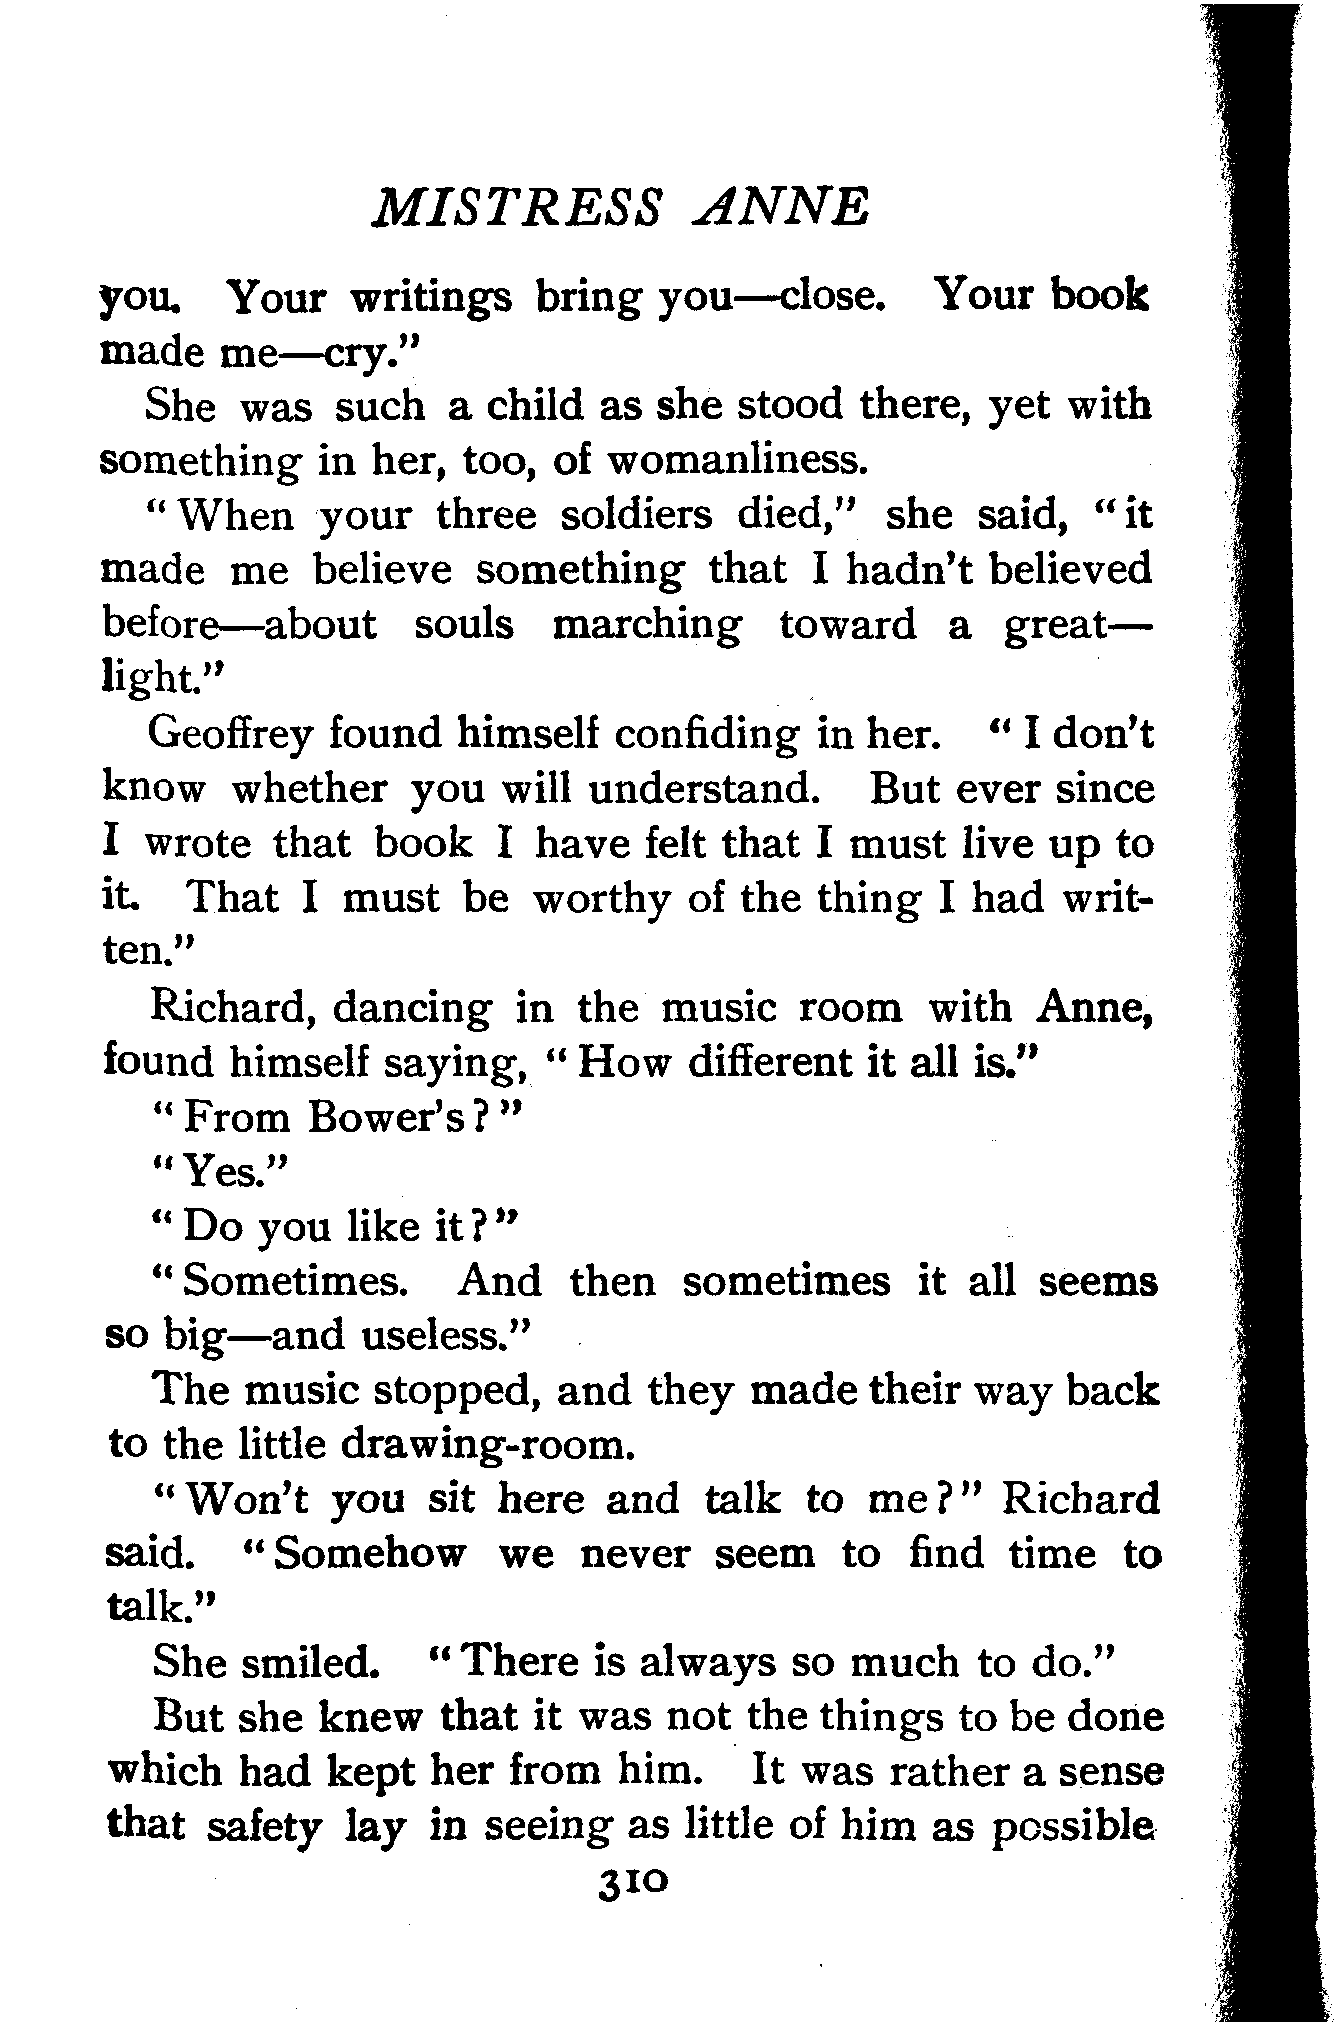 MISTRESS ANNE
you. Your writings bring you—close. Your book
made me—cry."
She was such a child as she stood there, yet with
something in her, too, of womanliness.
"When your three soldiers died," she said, "it
made me believe something that I hadn't believed
before—about souls marching toward a great—
light."
Geoffrey found himself confiding in her. "I don't
know whether you will understand. But ever since
I wrote that book I have felt that I must live up to
it. That I must be worthy of the thing I had writ-
ten."
Richard, dancing in the music room with Anne,
found himself saying, "How different it all is."
"From Bower's?"
"Yes."
"Do you like it?"
"Sometimes. And then sometimes it all seems
so big—and useless."
The music stopped, and they made their way back
to the little drawing-room.
"Won't you sit here and talk to me?" Richard
said. "Somehow we never seem to find time to
talk."
She smiled. "There is always so much to do."
But she knew that it was not the things to be done
which had kept her from him. It was rather a sense
that safety lay in seeing as little of him as possible
310